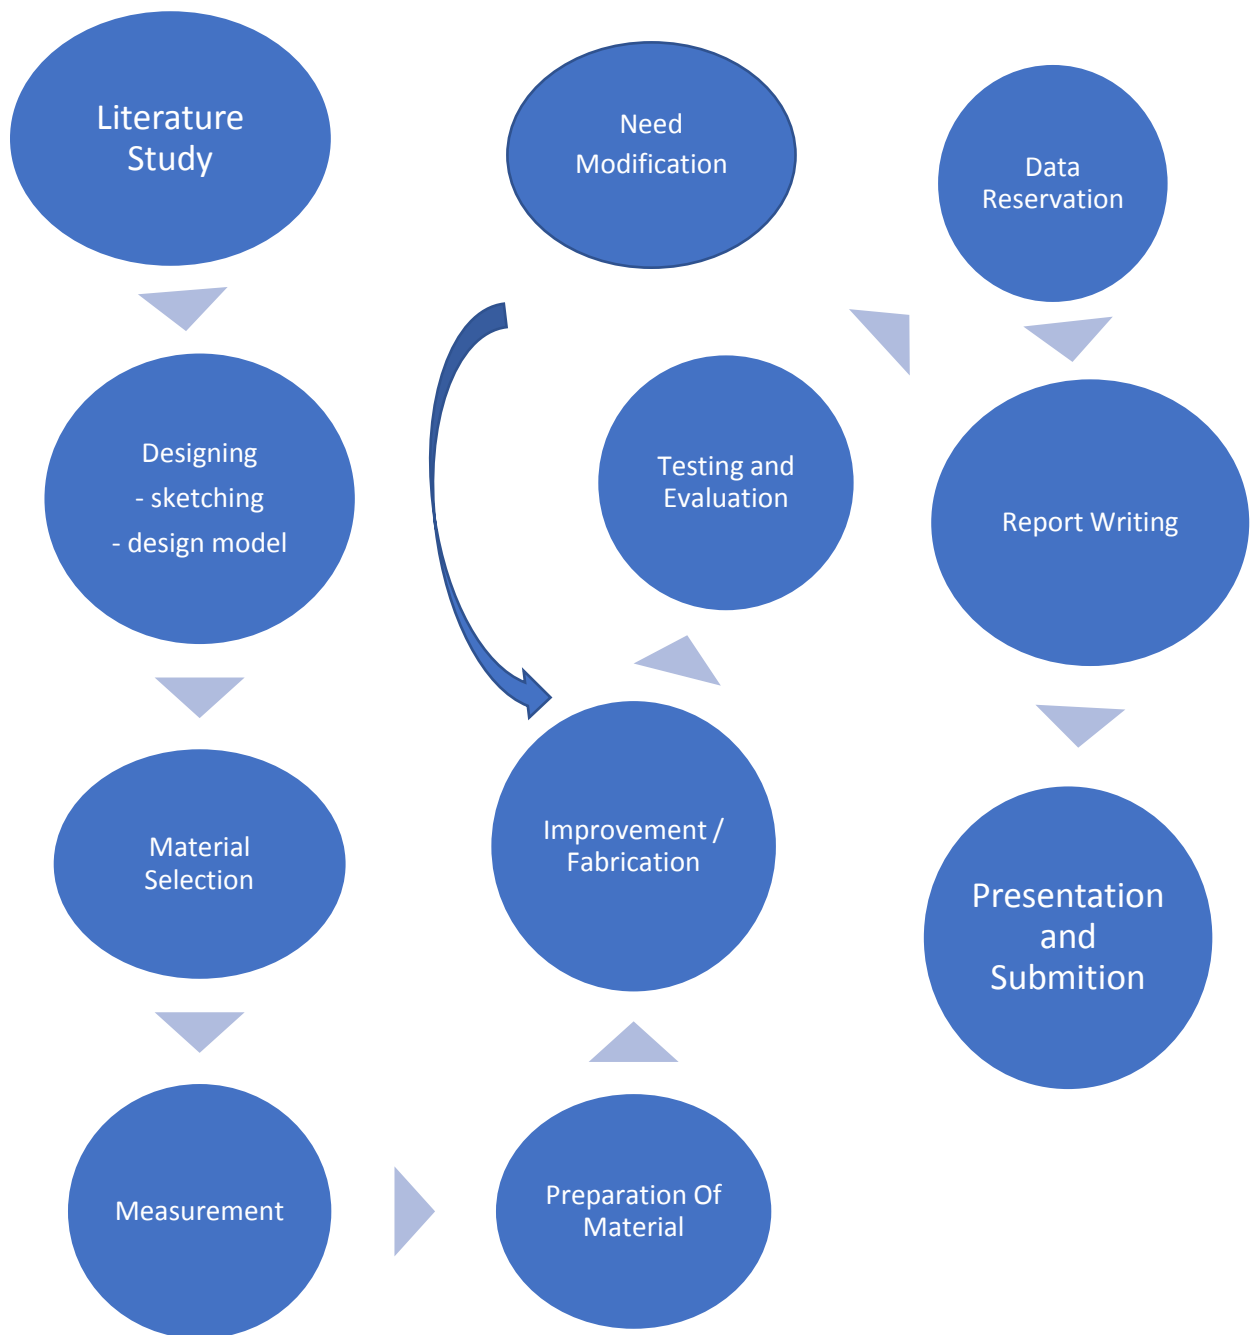 Literature
Study
Designing
- sketching
- design model
Material
Selection
Measurement
Preparation Of
Material
Improvement /
Fabrication
Testing and
Evaluation
Need
Modification
Data
Reservation
Report Writing
Presentation
and
Submition